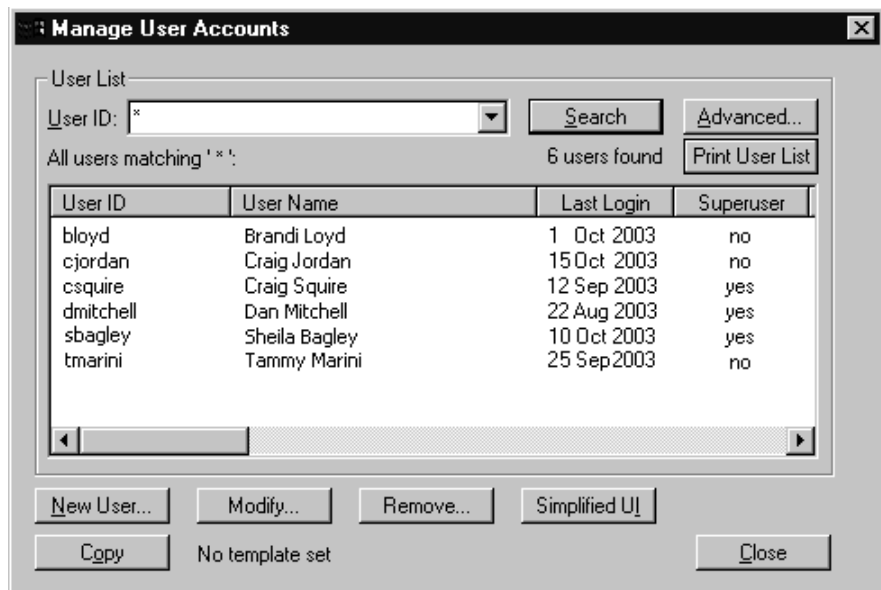 Manage User Accounts
User List
User ID: * Search Advanced...
All users matching ' * ': 6 users found Print User List
User ID User Name Last Login Superuser
bloyd Brandi Loyd 1 Oct 2003 no
cjordan Craig Jordan 15 Oct 2003 no
csquire Craig Squire 12 Sep 2003 yes
dmitchell Dan Mitchell 22 Aug 2003 yes
sbagley Sheila Bagley 10 Oct 2003 yes
tmarini Tammy Marini 25 Sep 2003 no
New User... Modify... Remove... Simplified UI
Copy No template set Close